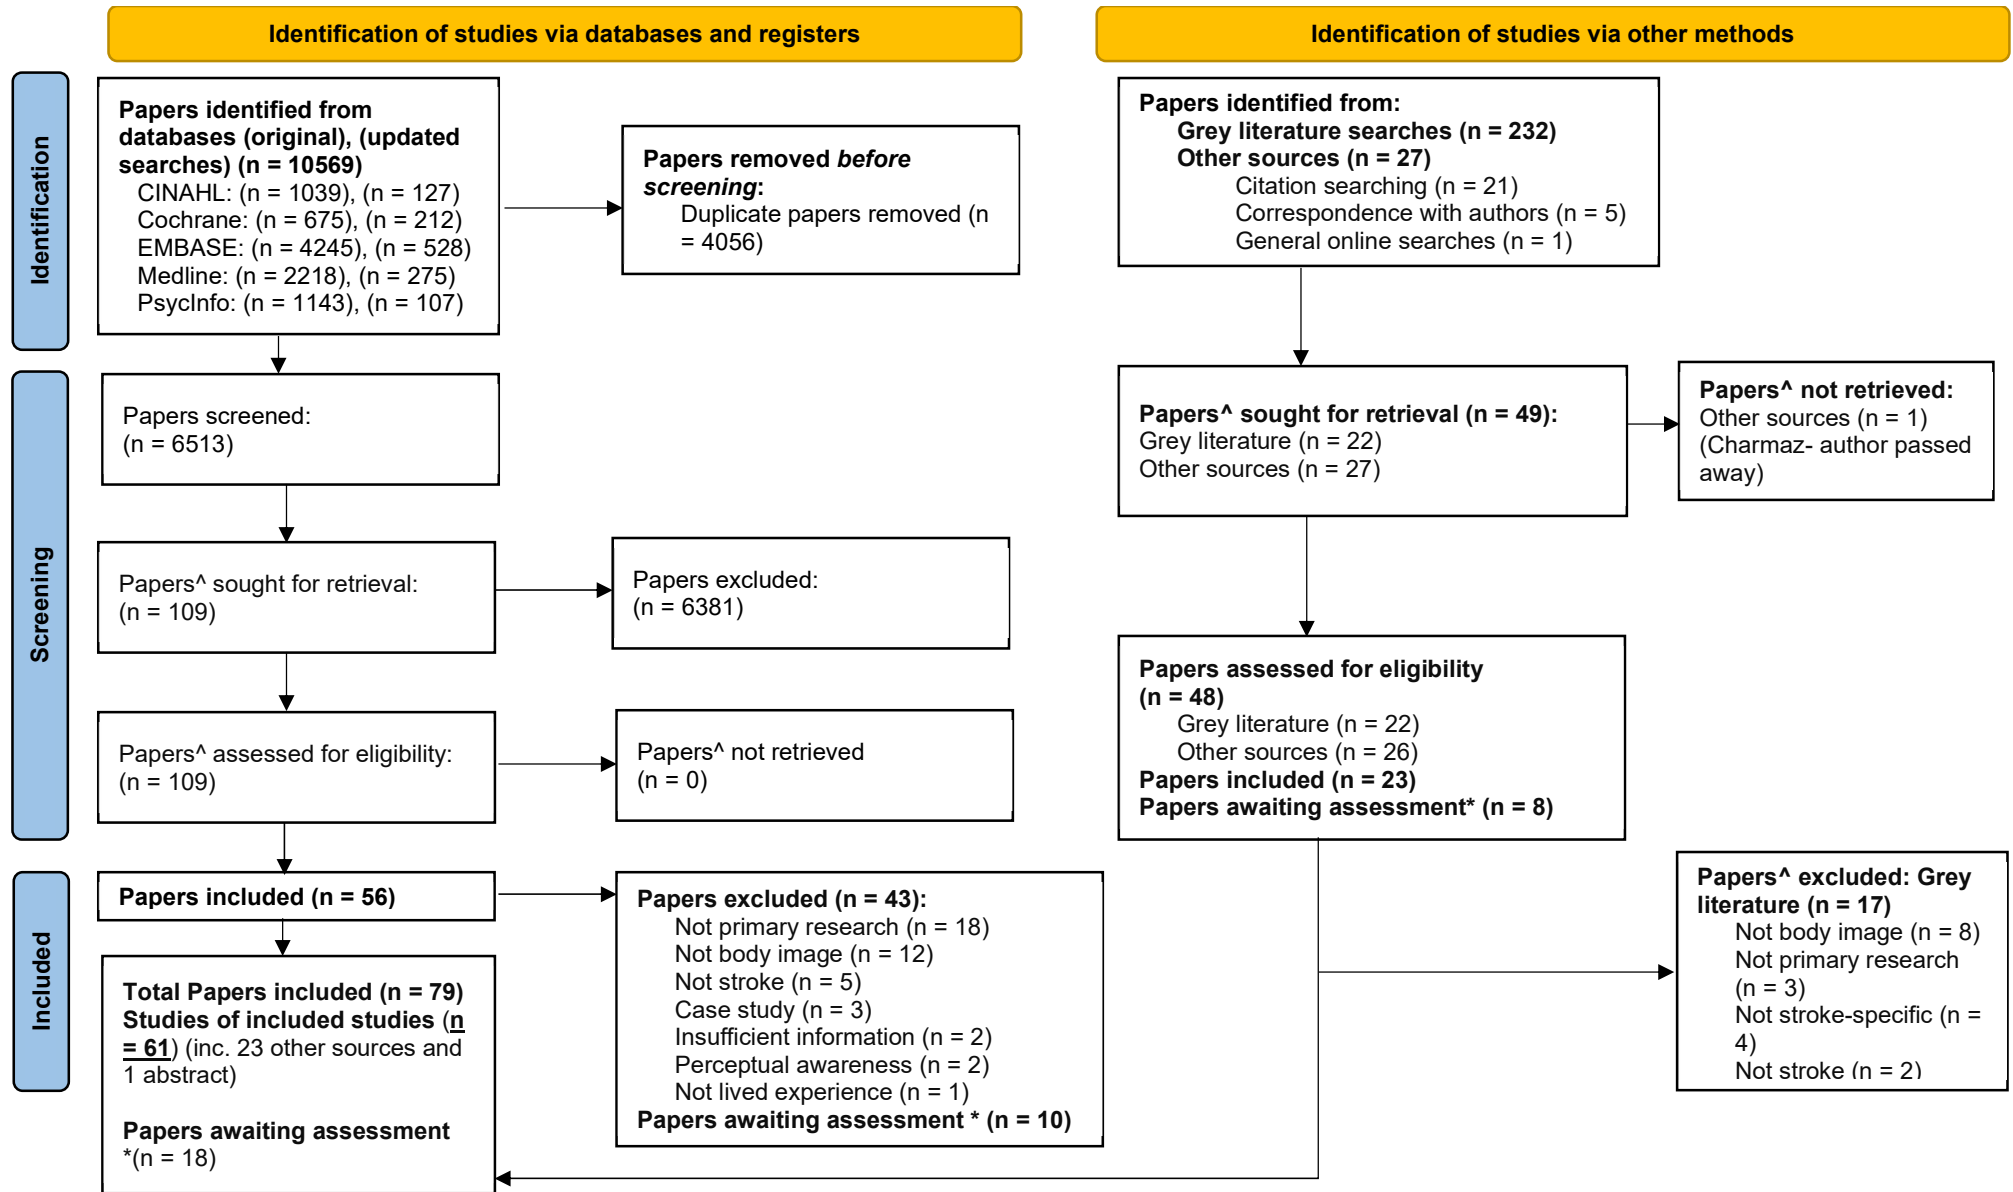 Identification of studies via databases and registers
Identification of studies via other methods
Identification
Papers identified from
databases (original), (updated
searches) (n = 10569)
CINAHL: (n = 1039), (n = 127)
Cochrane: (n = 675), (n = 212)
EMBASE: (n = 4245), (n = 528)
Medline: (n = 2218), (n = 275)
PsycInfo: (n = 1143), (n = 107)
Papers removed before
screening:
Duplicate papers removed (n
= 4056)
Papers identified from:
Grey literature searches (n = 232)
Other sources (n = 27)
Citation searching (n = 21)
Correspondence with authors (n = 5)
General online searches (n = 1)
Screening
Papers screened:
(n = 6513)
Papers^ sought for retrieval (n = 49):
Grey literature (n = 22)
Other sources (n = 27)
Papers^ not retrieved:
Other sources (n = 1)
(Charmaz- author passed
away)
Papers^ sought for retrieval:
(n = 109)
Papers excluded:
(n = 6381)
Papers^ assessed for eligibility:
(n = 109)
Papers^ not retrieved
(n = 0)
Papers assessed for eligibility
(n = 48)
Grey literature (n = 22)
Other sources (n = 26)
Papers included (n = 23)
Papers awaiting assessment* (n = 8)
Included
Papers included (n = 56)
Papers excluded (n = 43):
Not primary research (n = 18)
Not body image (n = 12)
Not stroke (n = 5)
Case study (n = 3)
Insufficient information (n = 2)
Perceptual awareness (n = 2)
Not lived experience (n = 1)
Papers awaiting assessment * (n = 10)
Papers^ excluded: Grey
literature (n = 17)
Not body image (n = 8)
Not primary research
(n = 3)
Not stroke-specific (n =
4)
Not stroke (n = 2)
Total Papers included (n = 79)
Studies of included studies (n
= 61) (inc. 23 other sources and
1 abstract)
Papers awaiting assessment
*(n = 18)